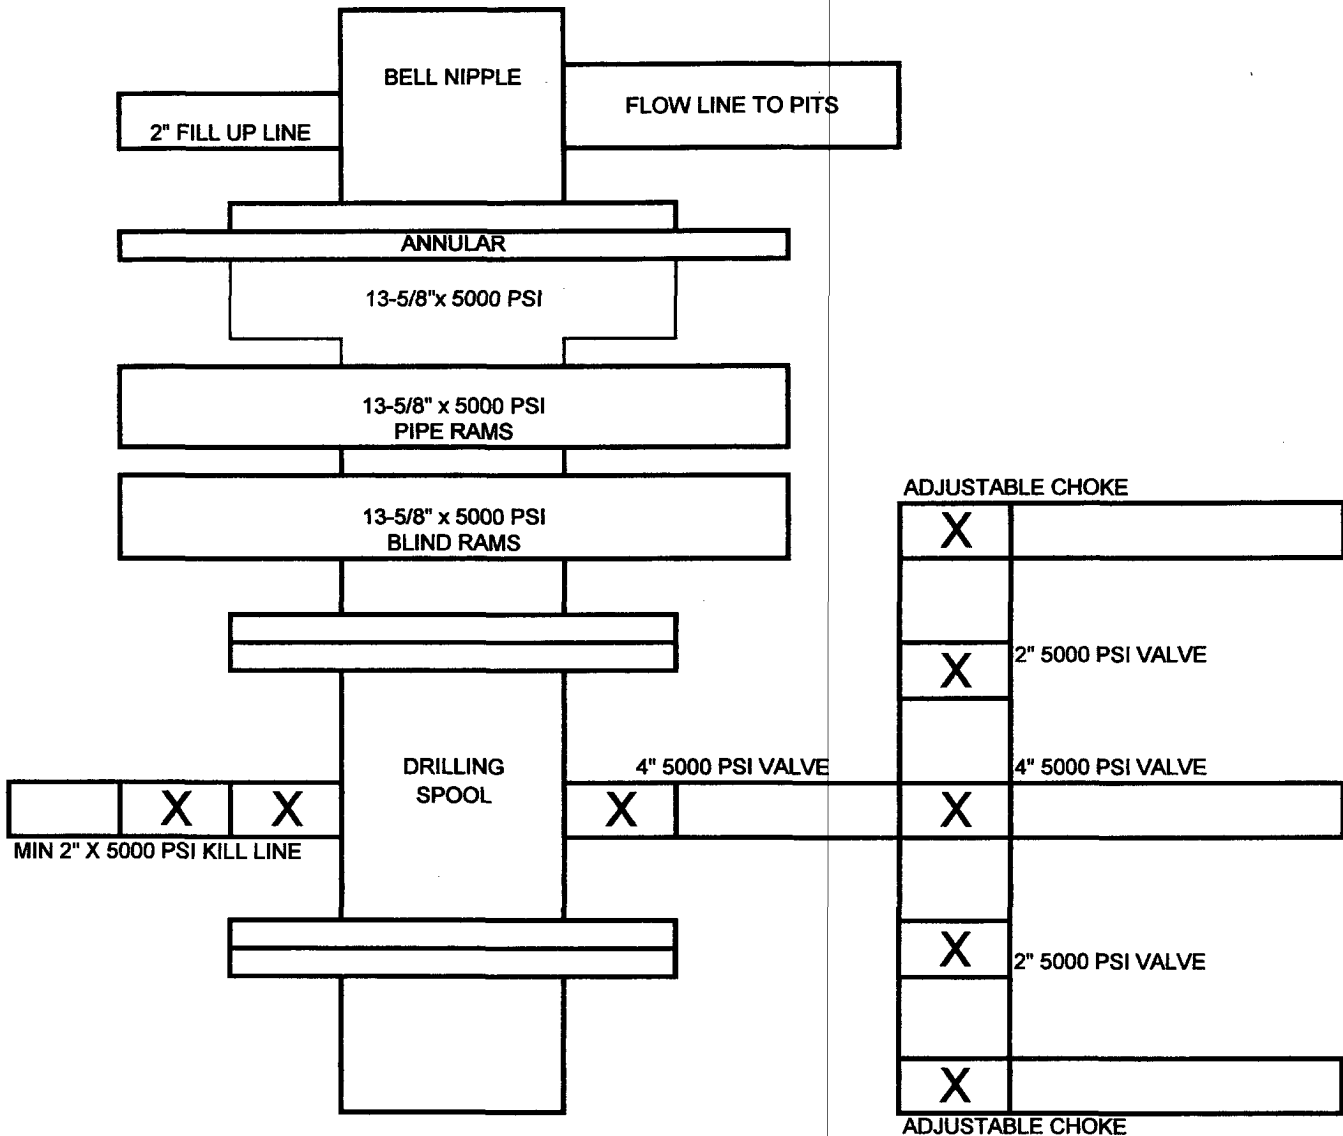 BELL NIPPLE
FLOW LINE TO PITS
2" FILL UP LINE
ANNULAR
13-5/8"x 5000 PSI
13-5/8" x 5000 PSI
PIPE RAMS
13-5/8" x 5000 PSI
BLIND RAMS
ADJUSTABLE CHOKE
X
2" 5000 PSI VALVE
X
DRILLING
SPOOL
4" 5000 PSI VALVE
4" 5000 PSI VALVE
X X X X
MIN 2" X 5000 PSI KILL LINE
X
2" 5000 PSI VALVE
X
ADJUSTABLE CHOKE